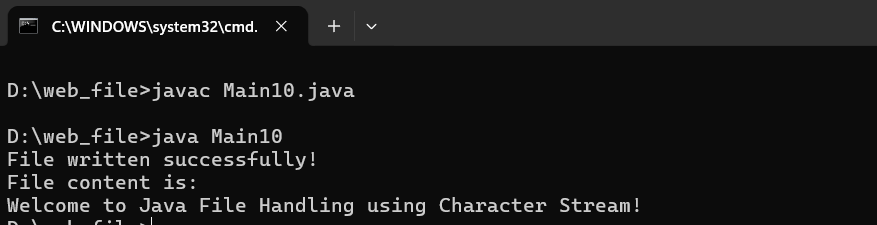 C:\WINDOWS\system32\cmd.
D:\web_file>javac Main10.java
D:\web_file>java Main10
File written successfully!
File content is:
Welcome to Java File Handling using Character Stream!
D:\web_file>